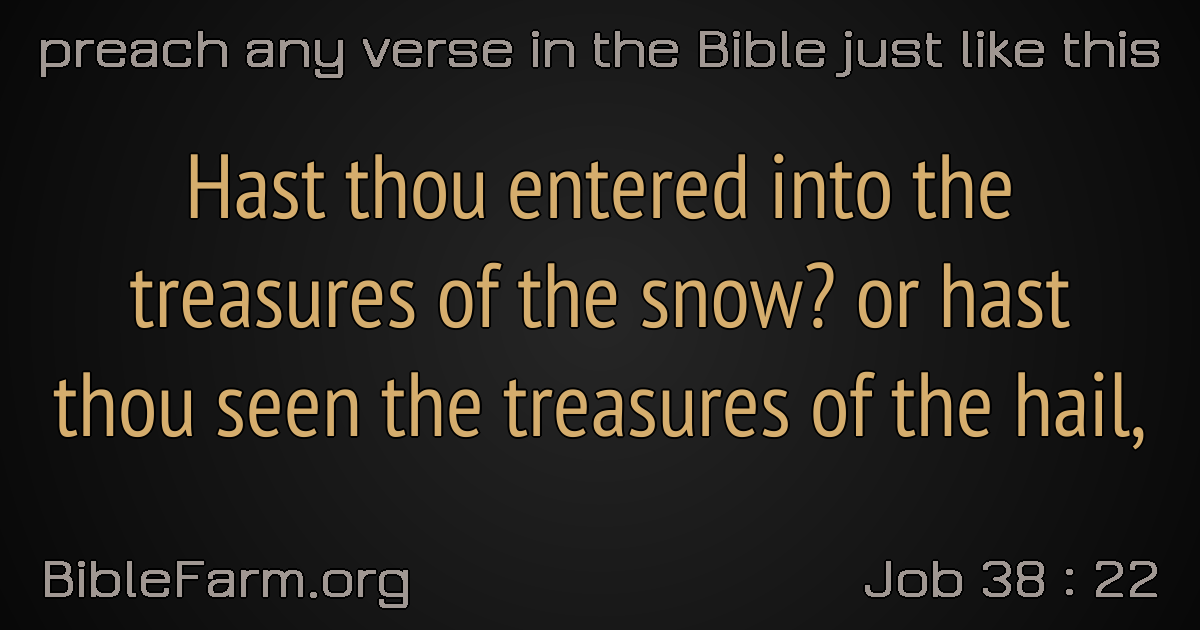 preach any verse in the Bible just like this
Hast thou entered into the
treasures of the snow? or hast
thou seen the treasures of the hail,
BibleFarm.org
Job 38 : 22